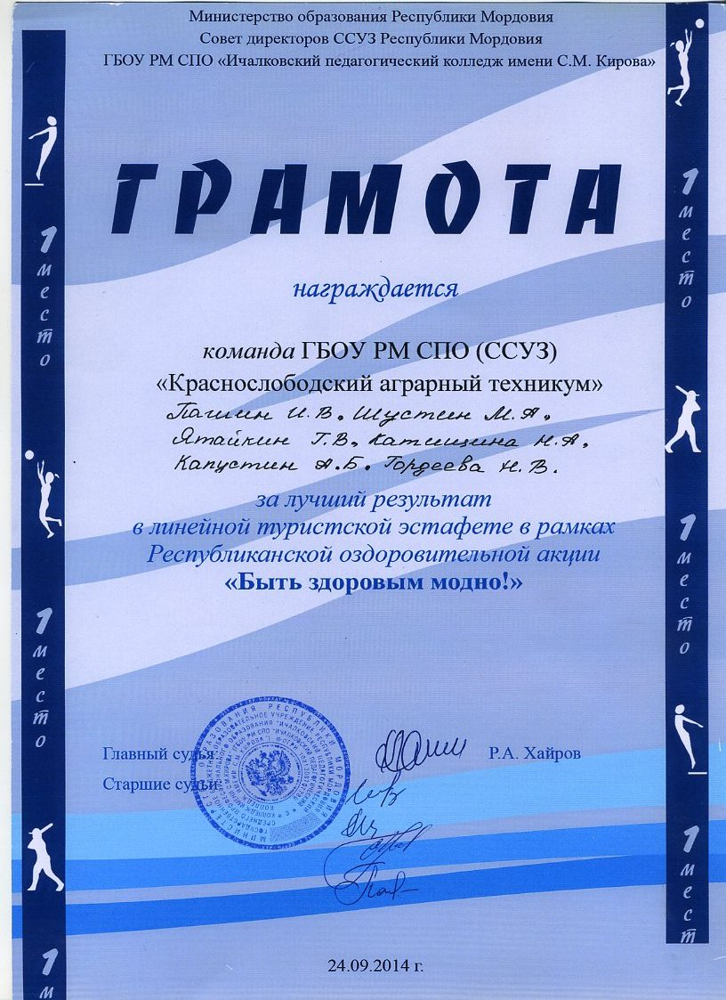 Министерство образования Республики Мордовия
Совет директоров ССУЗ Республики Мордовия
ГБОУ РМ СПО «Ичалковский педагогический колледж имени С.М. Кирова»
ГРАМОТА
награждается
команда ГБОУ РМ СПО (ССУЗ)
«Краснослободский аграрный техникум»
Пашин И.В. Шустин М.А.
Ятайкин Г.В. Катишина Н.А.
Капустин А.Б. Гордеева Н.В.
за лучший результат
в линейной туристской эстафете в рамках
Республиканской оздоровительной акции
«Быть здоровым модно!»
Главный судья:
Р.А. Хайров
Старшие судьи:
24.09.2014 г.
1 место
1 место
1 м
1 место
1 место
1 мест